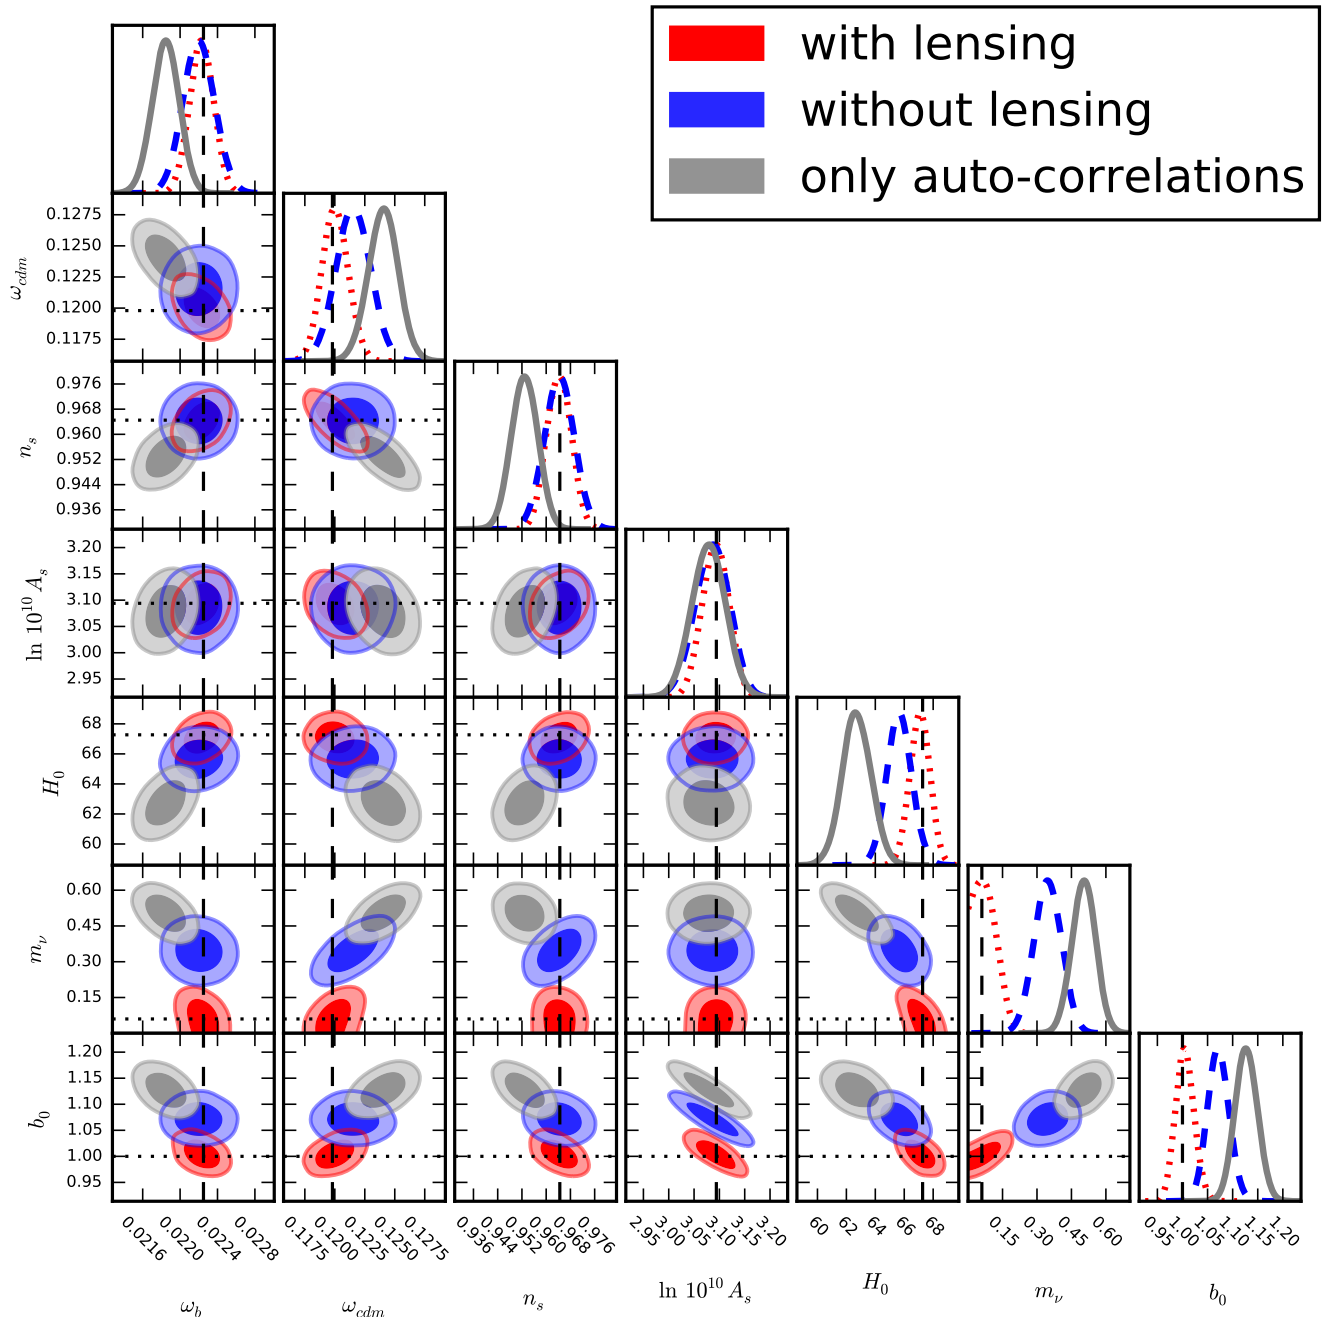 with lensing
without lensing
only auto-correlations
0.1275
0.1250
0.1225
0.1200
0.1175
ω_cdm
0.976
0.968
0.960
0.952
0.944
0.936
n_s
3.20
3.15
3.10
3.05
3.00
2.95
ln 10^10 A_s
68
66
64
62
60
H_0
0.60
0.45
0.30
0.15
m_ν
1.20
1.15
1.10
1.05
1.00
0.95
b_0
0.0216 0.0220 0.0224 0.0228
0.1175 0.1200 0.1225 0.1250 0.1275
0.936 0.944 0.952 0.960 0.968 0.976
2.95 3.00 3.05 3.10 3.15 3.20
60 62 64 66 68
0.15 0.30 0.45 0.60
0.95 1.00 1.05 1.10 1.15 1.20
ω_b ω_cdm n_s ln 10^10 A_s H_0 m_ν b_0